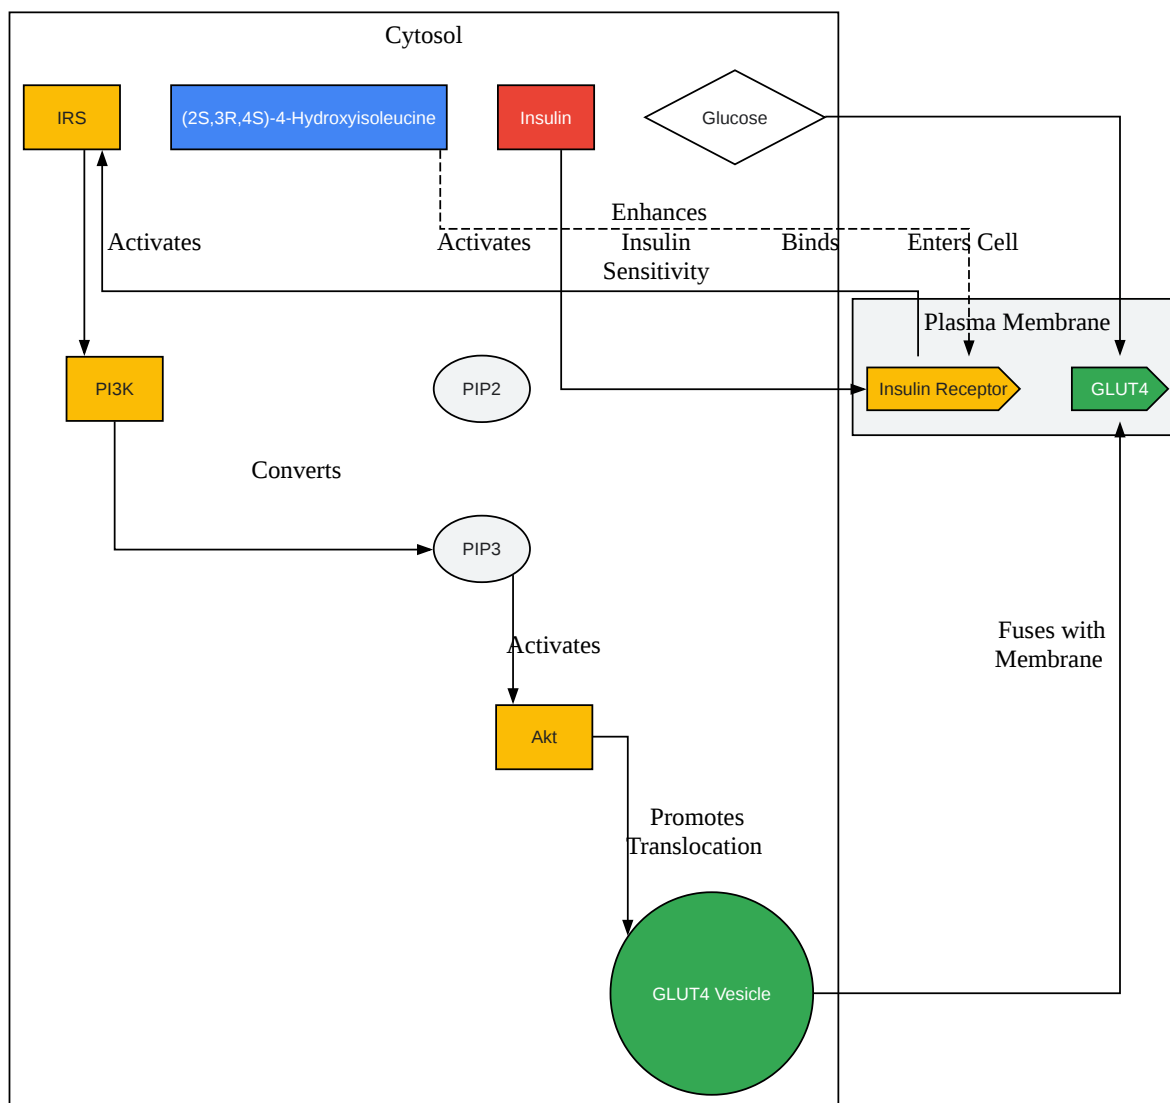 Cytosol
IRS
(2S,3R,4S)-4-Hydroxyisoleucine
Insulin
Glucose
Enhances
Insulin
Sensitivity
Activates
Activates
Binds
Enters Cell
Plasma Membrane
PI3K
PIP2
Insulin Receptor
GLUT4
Converts
PIP3
Activates
Fuses with
Membrane
Akt
Promotes
Translocation
GLUT4 Vesicle